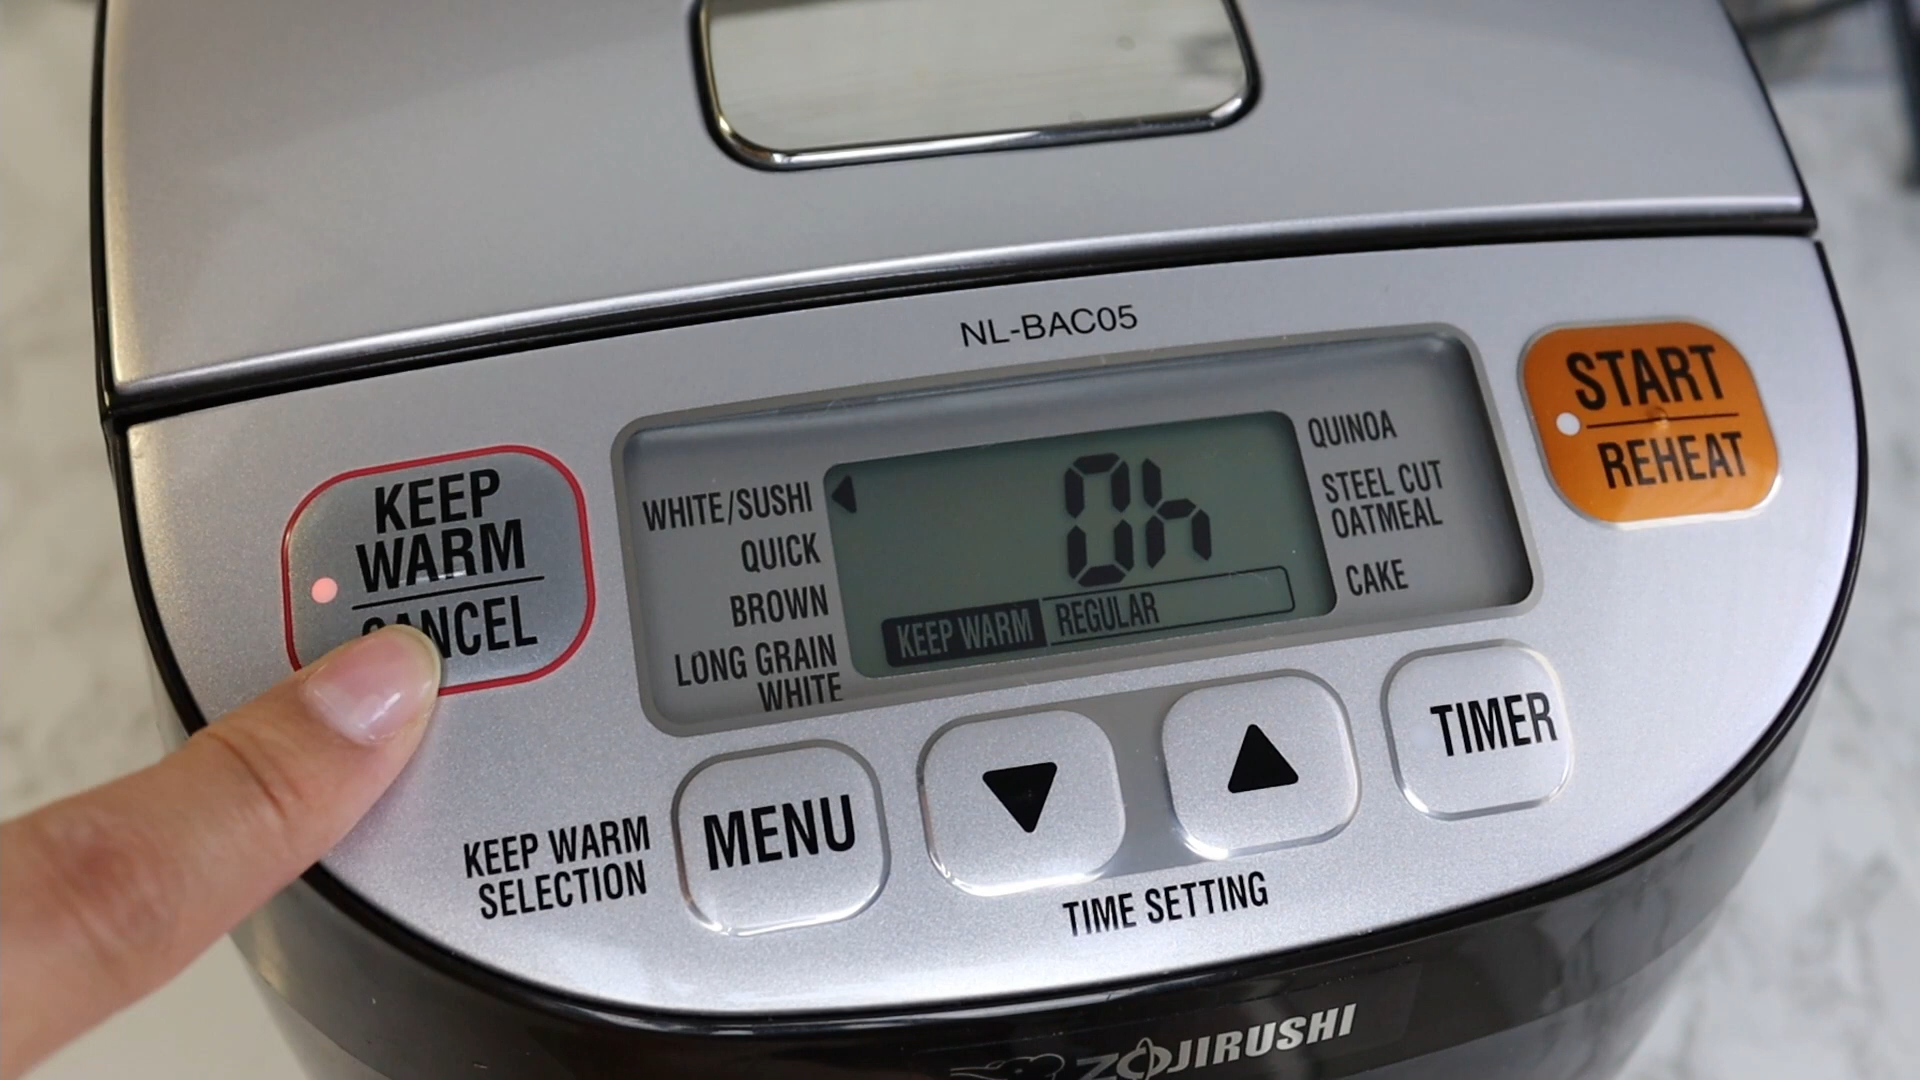 NL-BAC05
KEEP
WARM
CANCEL
WHITE/SUSHI
QUICK
BROWN
LONG GRAIN
WHITE
0h
KEEP WARM REGULAR
QUINOA
STEEL CUT
OATMEAL
CAKE
START
REHEAT
KEEP WARM
SELECTION
MENU
TIME SETTING
TIMER
ZOJIRUSHI